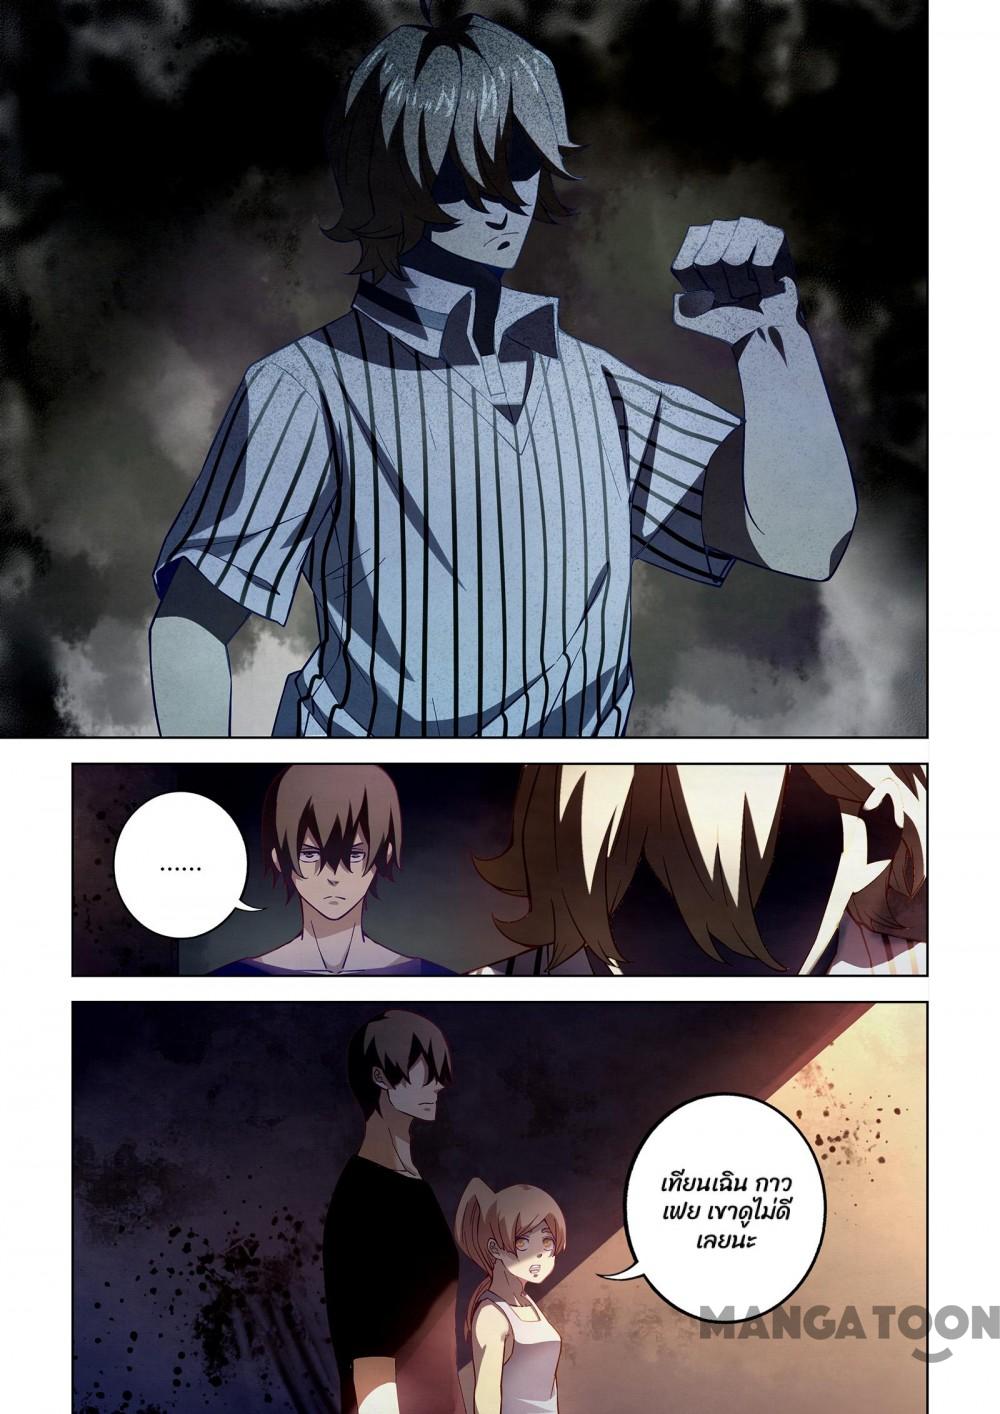 ......
เทียนเฉิน กาว
เฟย เขาดูไม่ดี
เลยนะ
MANGATOON